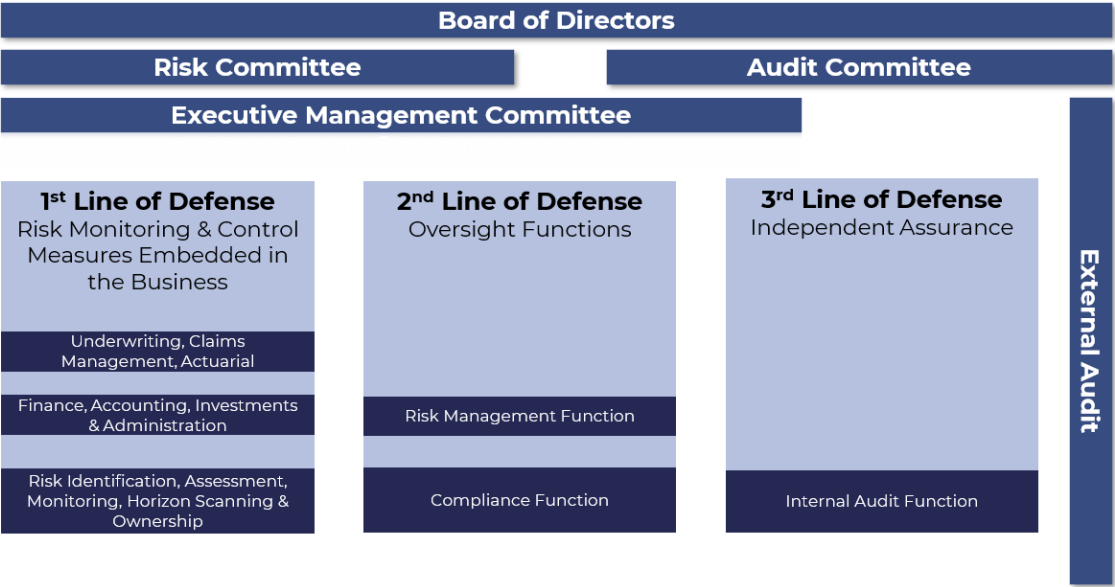 Board of Directors
Risk Committee
Audit Committee
Executive Management Committee
1st Line of Defense
Risk Monitoring & Control
Measures Embedded in
the Business
Underwriting, Claims
Management, Actuarial
Finance, Accounting, Investments
& Administration
Risk Identification, Assessment,
Monitoring, Horizon Scanning &
Ownership
2nd Line of Defense
Oversight Functions
Risk Management Function
Compliance Function
3rd Line of Defense
Independent Assurance
Internal Audit Function
External Audit